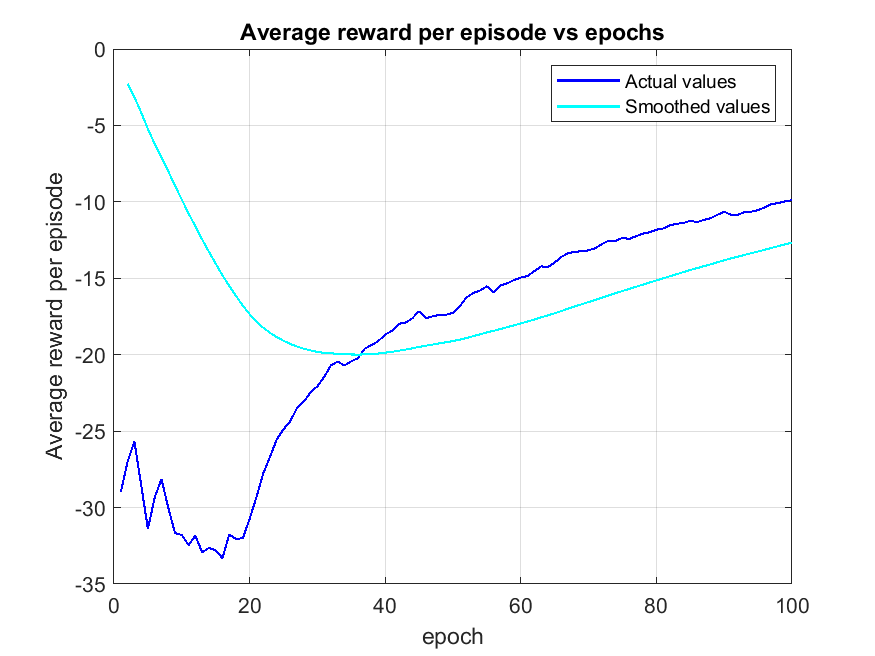 Average reward per episode vs epochs
Actual values
Smoothed values
Average reward per episode
0
-5
-10
-15
-20
-25
-30
-35
0 20 40 60 80 100
epoch